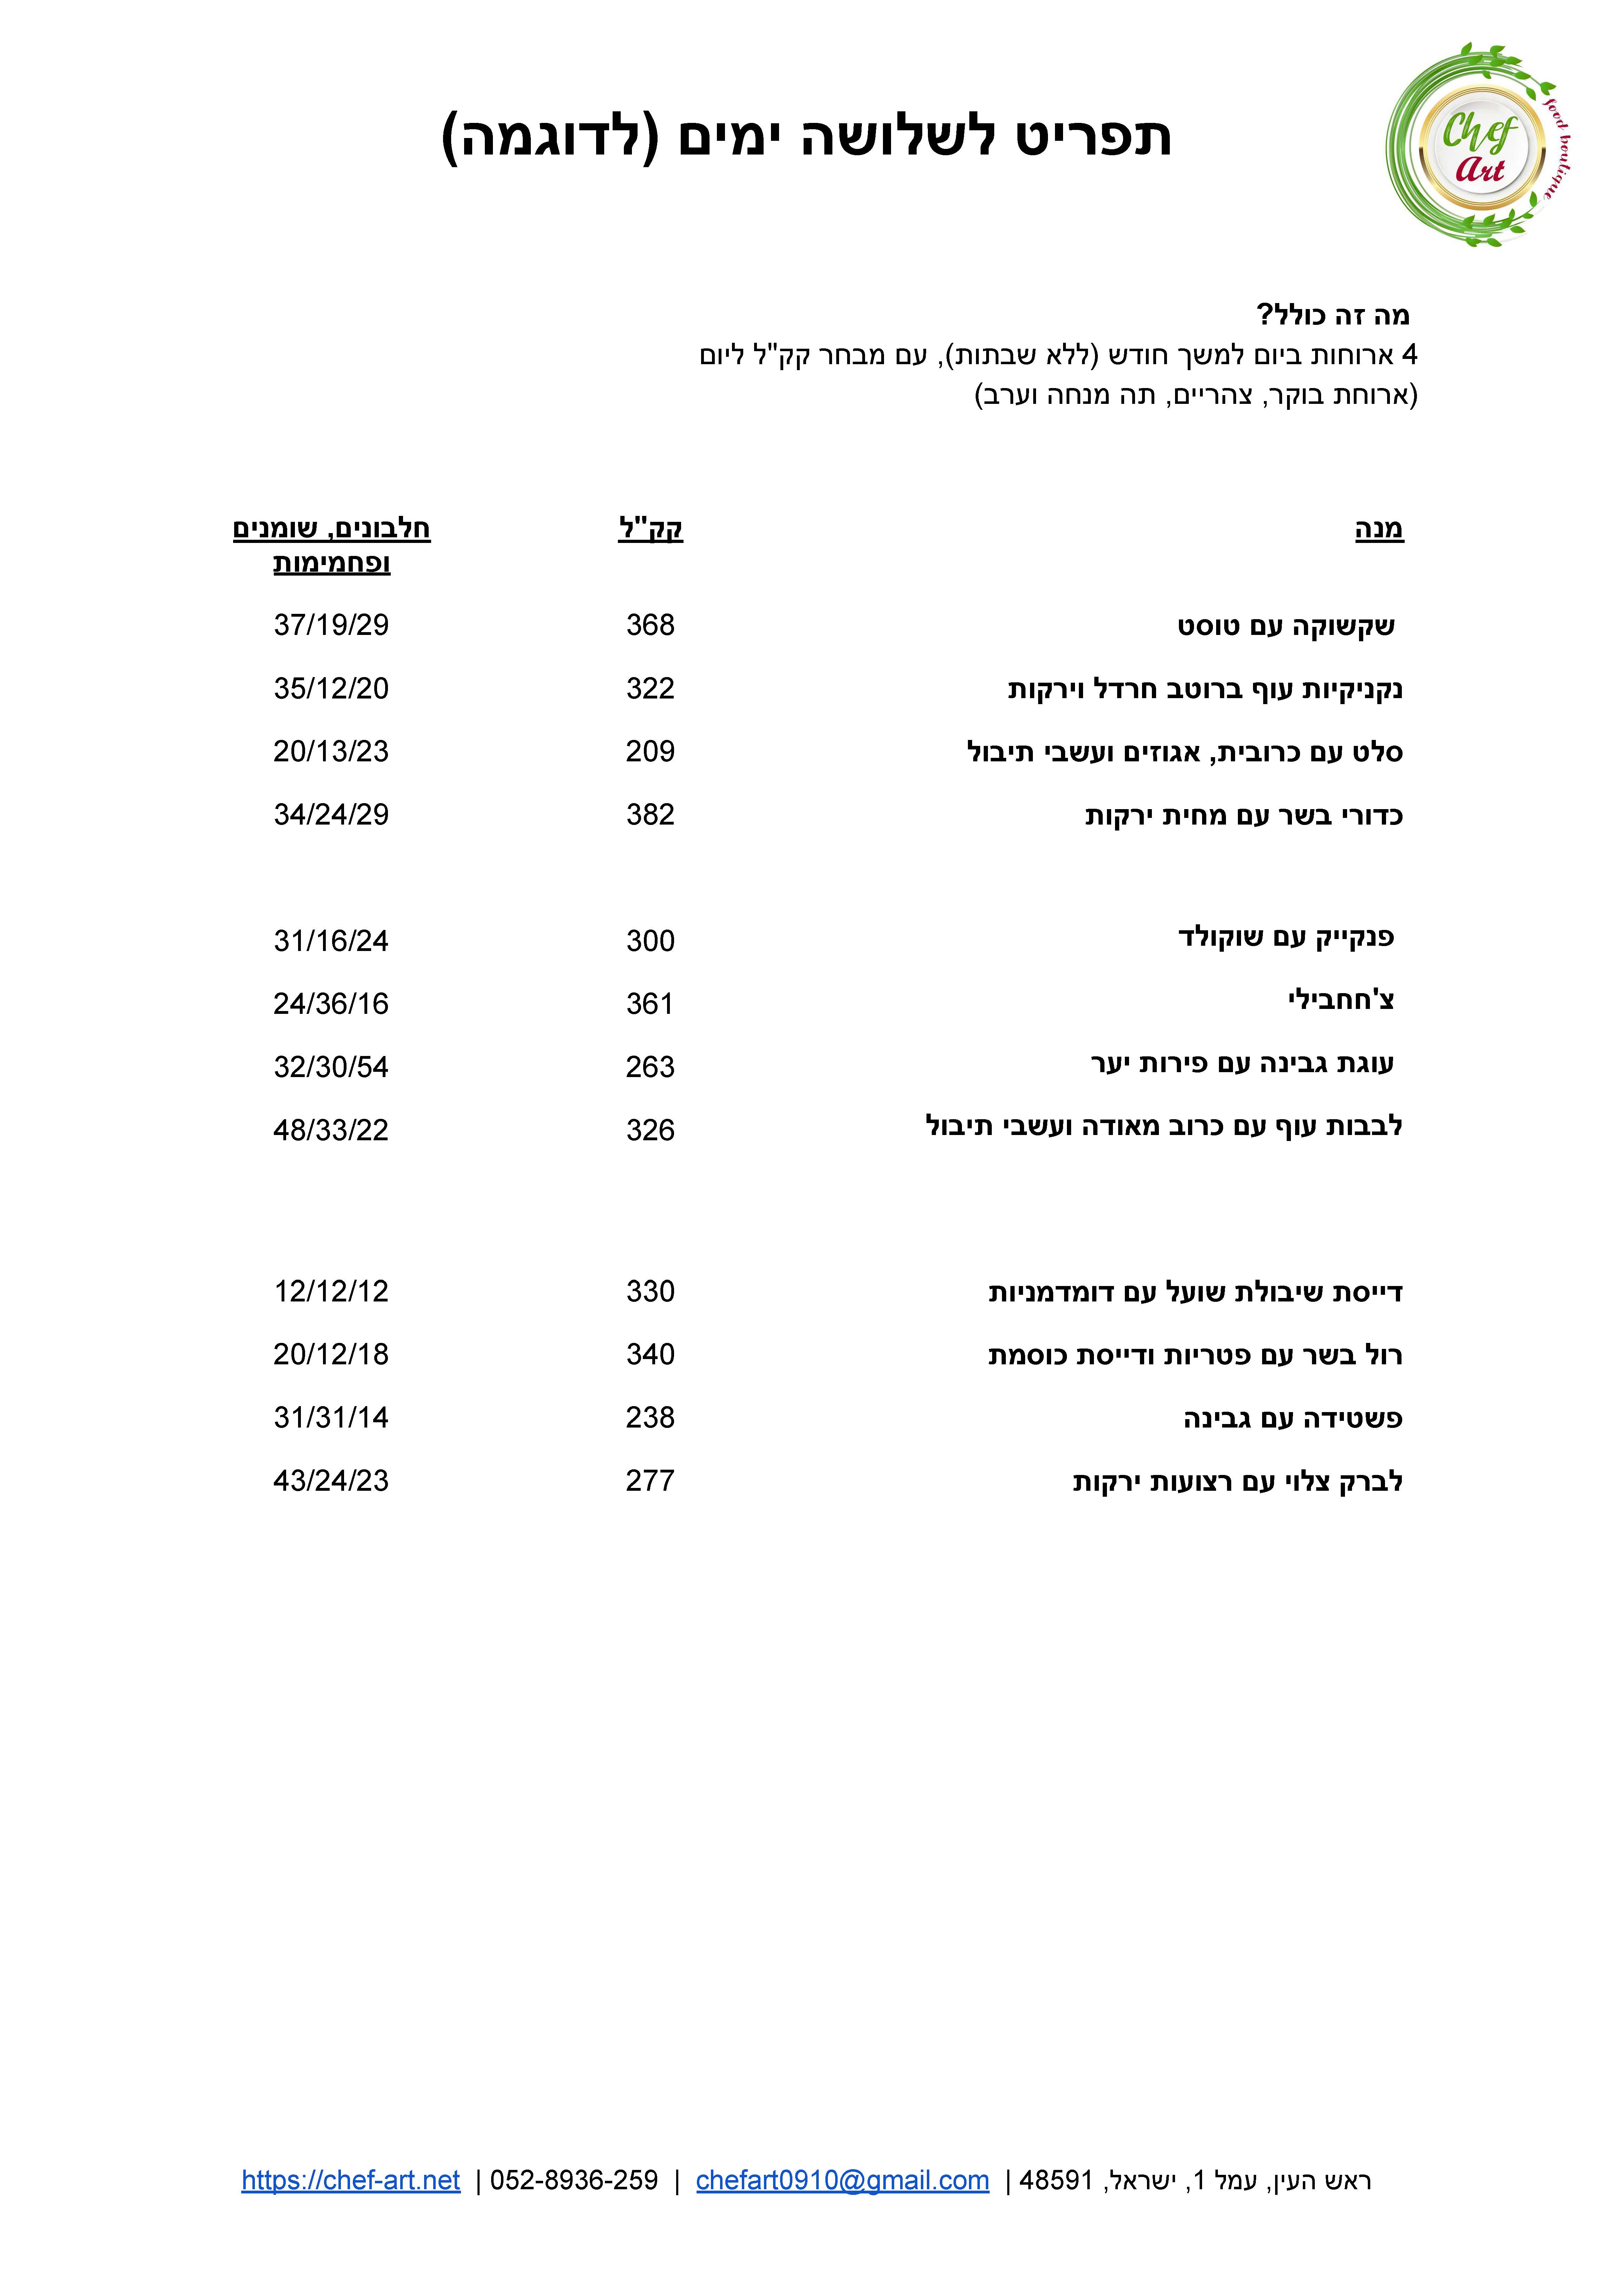 Chef
Art
food boutique
תפריט לשלושה ימים (לדוגמה)
מה זה כולל?
4 ארוחות ביום למשך חודש (ללא שבתות), עם מבחר קק"ל ליום
(ארוחת בוקר, צהריים, תה מנחה וערב)
מנה קק"ל חלבונים, שומנים
ופחמימות
שקשוקה עם טוסט 368 37/19/29
נקניקיות עוף ברוטב חרדל וירקות 322 35/12/20
סלט עם כרובית, אגוזים ועשבי תיבול 209 20/13/23
כדורי בשר עם מחית ירקות 382 34/24/29
פנקייק עם שוקולד 300 31/16/24
צ'חחבילי 361 24/36/16
עוגת גבינה עם פירות יער 263 32/30/54
לבבות עוף עם כרוב מאודה ועשבי תיבול 326 48/33/22
דייסת שיבולת שועל עם דומדמניות 330 12/12/12
רול בשר עם פטריות ודייסת כוסמת 340 20/12/18
פשטידה עם גבינה 238 31/31/14
לברק צלוי עם רצועות ירקות 277 43/24/23
ראש העין, עמל 1, ישראל, 48591 | chefart0910@gmail.com | 052-8936-259 | https://chef-art.net